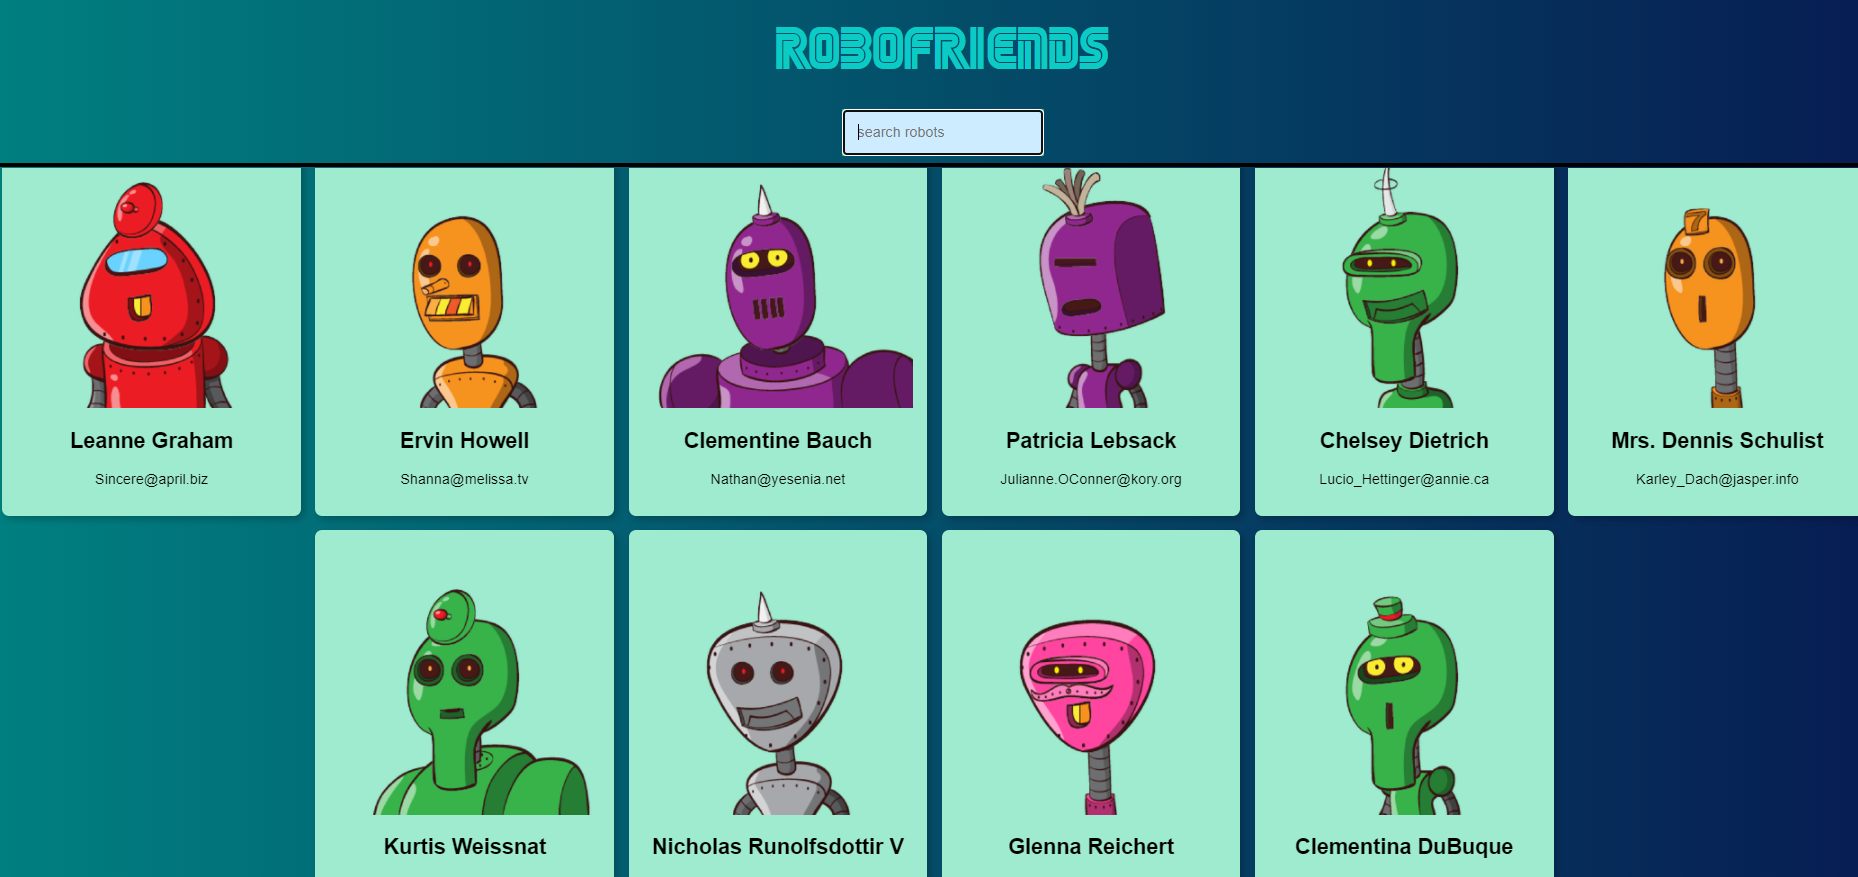 ROBOFRIENDS
search robots
7
Leanne Graham
Sincere@april.biz
Ervin Howell
Shanna@melissa.tv
Clementine Bauch
Nathan@yesenia.net
Patricia Lebsack
Julianne.OConner@kory.org
Chelsey Dietrich
Lucio_Hettinger@annie.ca
Mrs. Dennis Schulist
Karley_Dach@jasper.info
Kurtis Weissnat
Nicholas Runolfsdottir V
Glenna Reichert
Clementina DuBuque